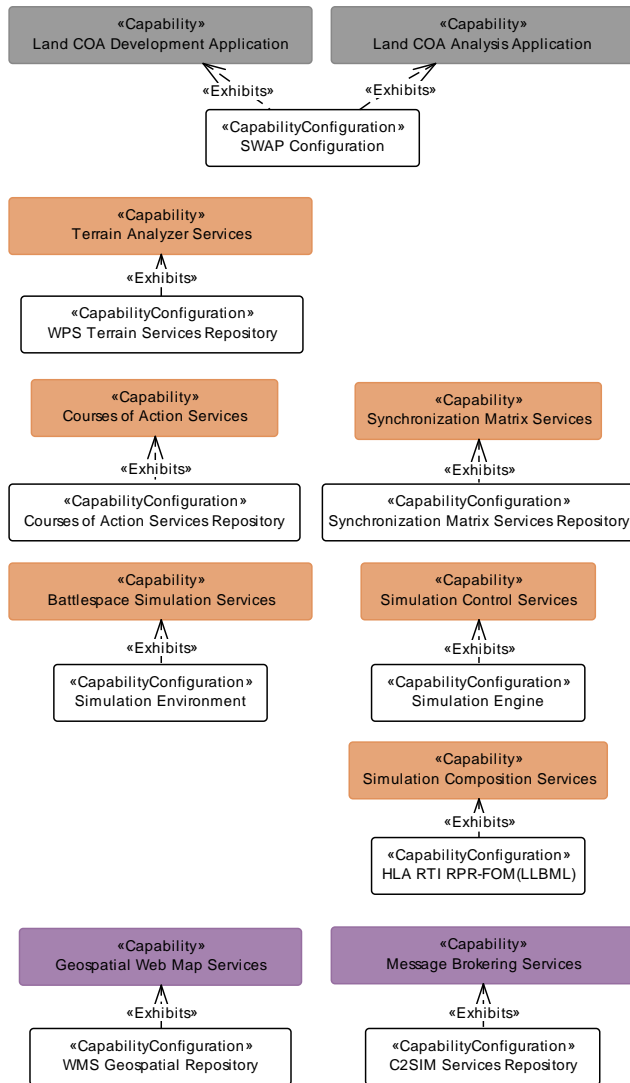 «Capability»
Land COA Development Application
«Capability»
Land COA Analysis Application
«Exhibits»
«Exhibits»
«CapabilityConfiguration»
SWAP Configuration
«Capability»
Terrain Analyzer Services
«Exhibits»
«CapabilityConfiguration»
WPS Terrain Services Repository
«Capability»
Courses of Action Services
«Capability»
Synchronization Matrix Services
«Exhibits»
«Exhibits»
«CapabilityConfiguration»
Courses of Action Services Repository
«CapabilityConfiguration»
Synchronization Matrix Services Repository
«Capability»
Battlespace Simulation Services
«Capability»
Simulation Control Services
«Exhibits»
«Exhibits»
«CapabilityConfiguration»
Simulation Environment
«CapabilityConfiguration»
Simulation Engine
«Capability»
Simulation Composition Services
«Exhibits»
«CapabilityConfiguration»
HLA RTI RPR-FOM(LLBML)
«Capability»
Geospatial Web Map Services
«Capability»
Message Brokering Services
«Exhibits»
«Exhibits»
«CapabilityConfiguration»
WMS Geospatial Repository
«CapabilityConfiguration»
C2SIM Services Repository